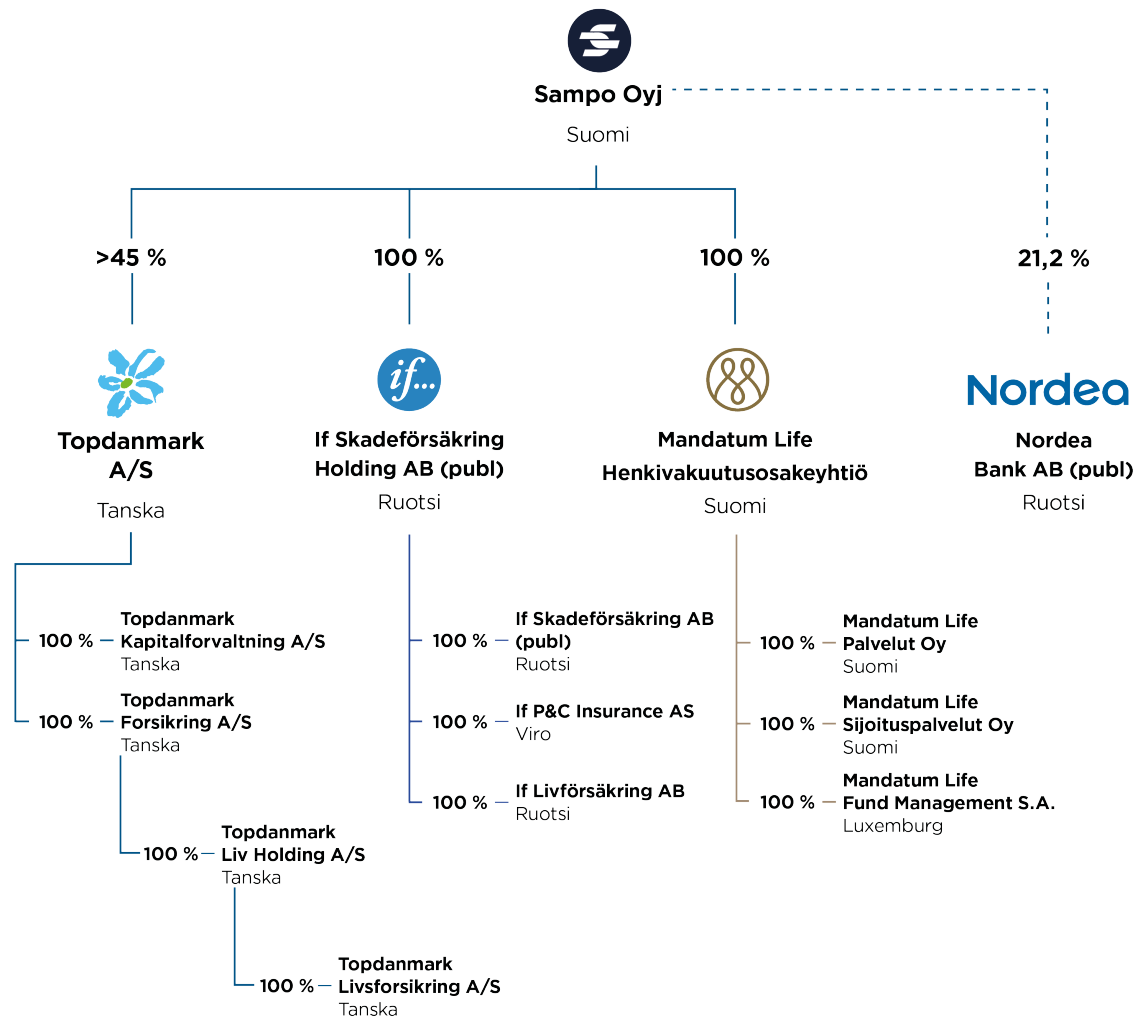 Sampo Oyj
Suomi
>45 %
100 %
100 %
21,2 %
if...
Nordea
Topdanmark
A/S
Tanska
If Skadeförsäkring
Holding AB (publ)
Ruotsi
Mandatum Life
Henkivakuutusosakeyhtiö
Suomi
Nordea
Bank AB (publ)
Ruotsi
100 %
Topdanmark
Kapitalforvaltning A/S
Tanska
100 %
Topdanmark
Forsikring A/S
Tanska
100 %
Topdanmark
Liv Holding A/S
Tanska
100 %
Topdanmark
Livsforsikring A/S
Tanska
100 %
If Skadeförsäkring AB
(publ)
Ruotsi
100 %
If P&C Insurance AS
Viro
100 %
If Livförsäkring AB
Ruotsi
100 %
Mandatum Life
Palvelut Oy
Suomi
100 %
Mandatum Life
Sijoituspalvelut Oy
Suomi
100 %
Mandatum Life
Fund Management S.A.
Luxemburg